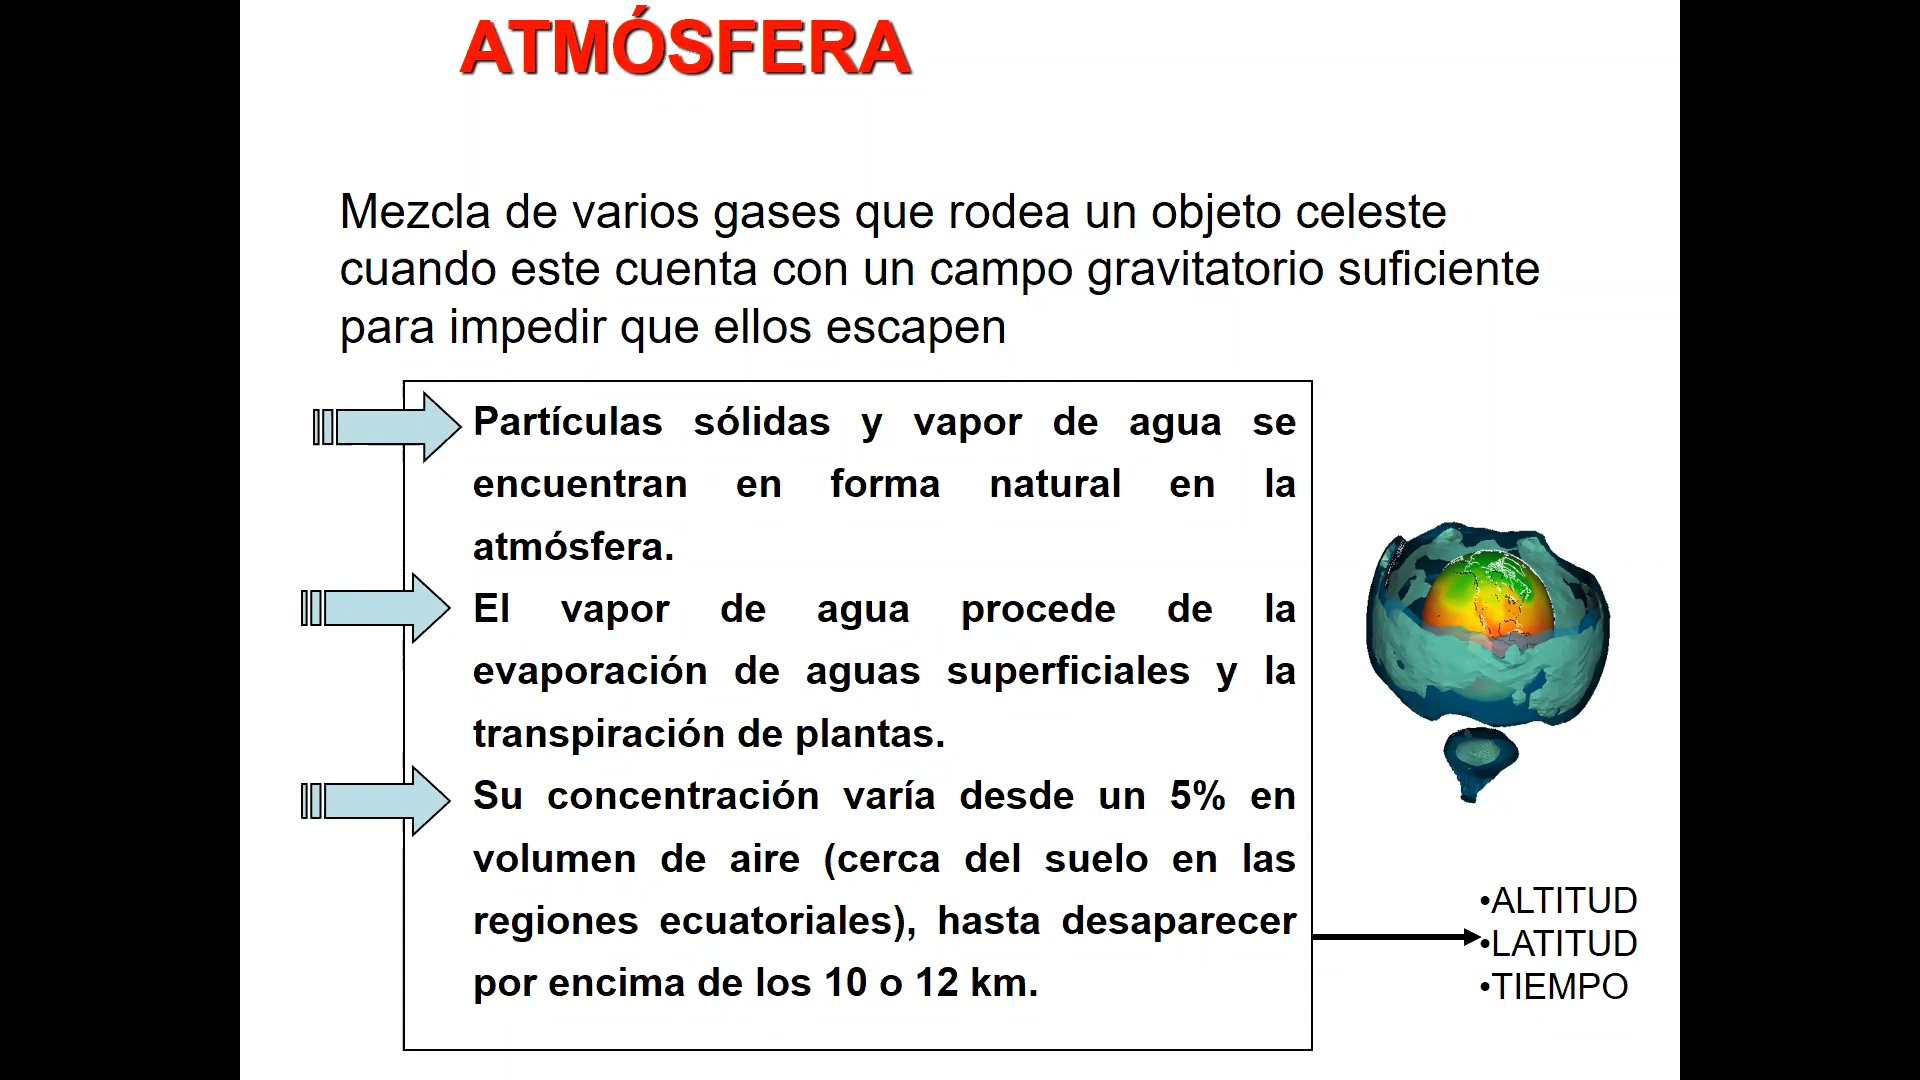 ATMÓSFERA
Mezcla de varios gases que rodea un objeto celeste
cuando este cuenta con un campo gravitatorio suficiente
para impedir que ellos escapen
Partículas sólidas y vapor de agua se
encuentran en forma natural en la
atmósfera.
El vapor de agua procede de la
evaporación de aguas superficiales y la
transpiración de plantas.
Su concentración varía desde un 5% en
volumen de aire (cerca del suelo en las
regiones ecuatoriales), hasta desaparecer
por encima de los 10 o 12 km.
•ALTITUD
•LATITUD
•TIEMPO